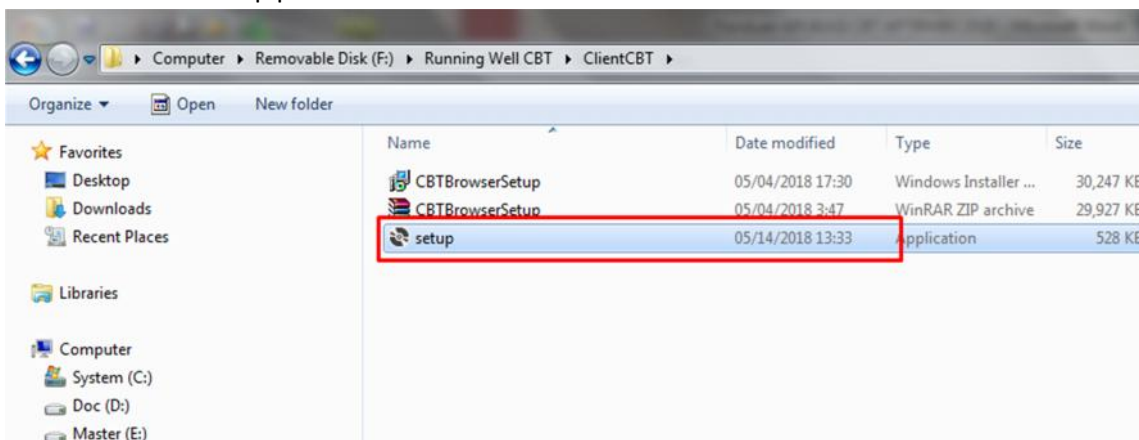 Computer ▸ Removable Disk (F:) ▸ Running Well CBT ▸ ClientCBT ▸
Organize Open New folder
Name Date modified Type Size
Favorites
Desktop
Downloads
Recent Places
Libraries
Computer
System (C:)
Doc (D:)
Master (E:)
CBTBrowserSetup 05/04/2018 17:30 Windows Installer ... 30,247 KB
CBTBrowserSetup 05/04/2018 3:47 WinRAR ZIP archive 29,927 KB
setup 05/14/2018 13:33 Application 528 KB